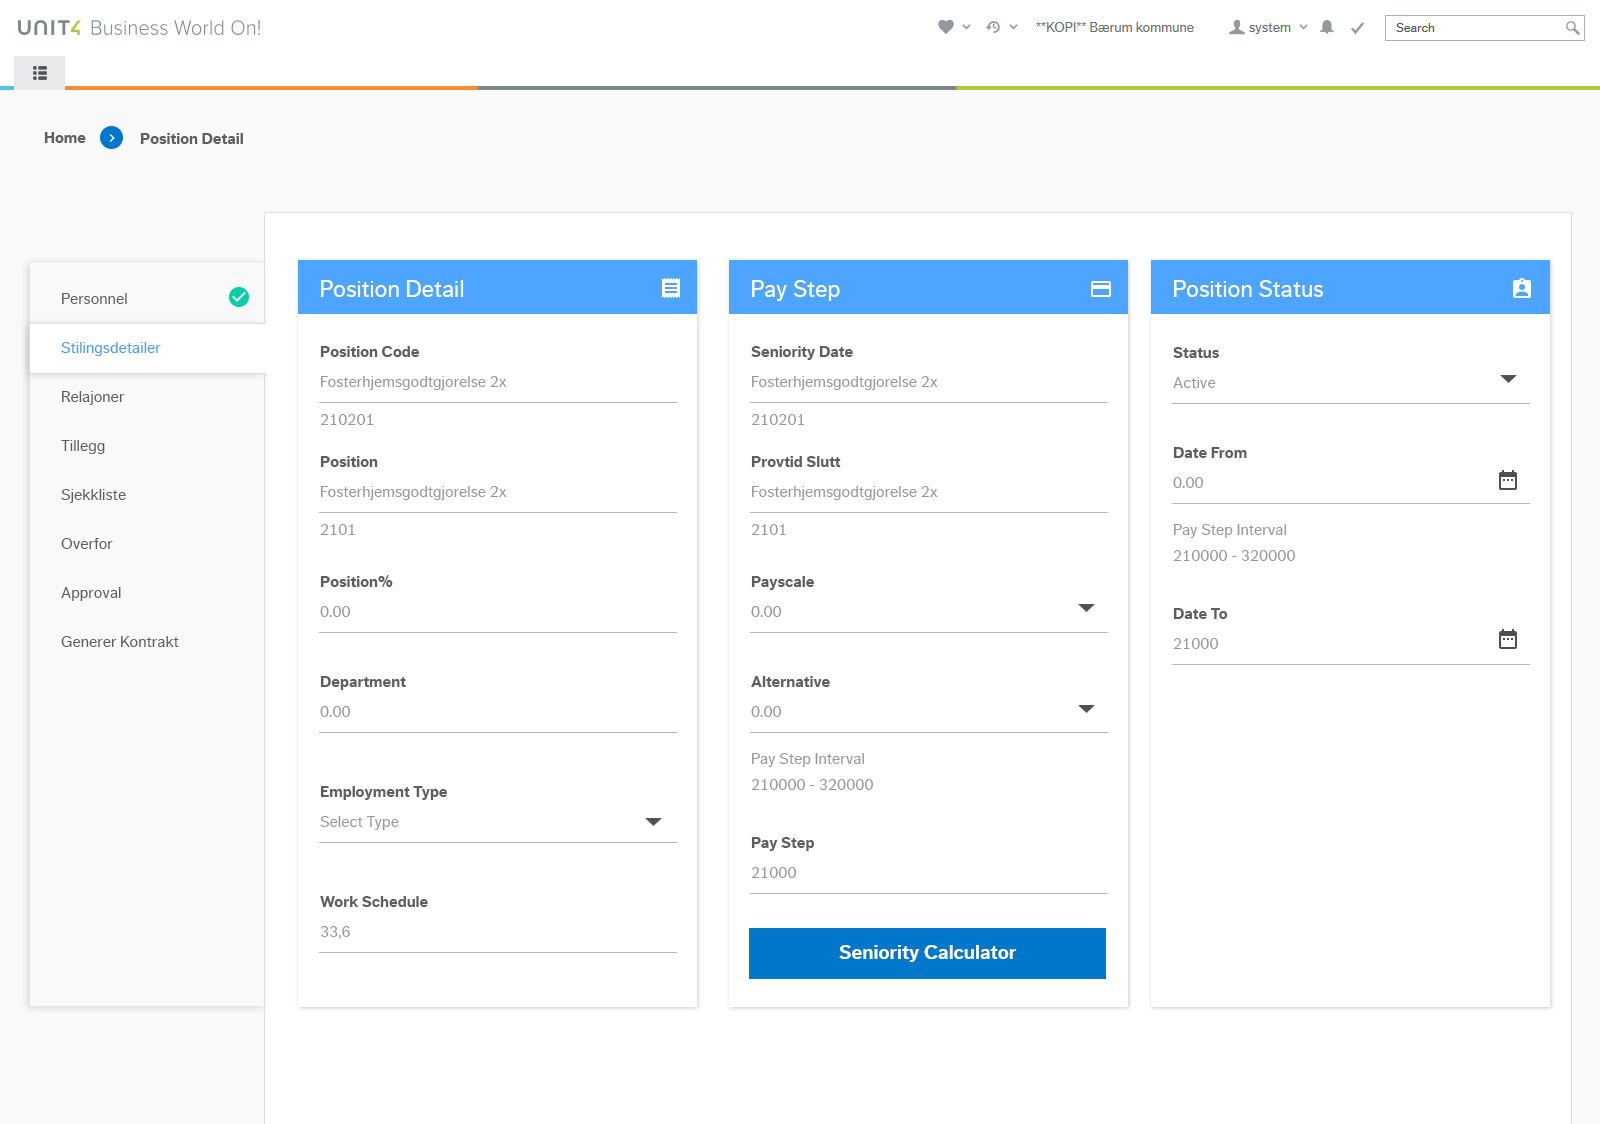 UNIT4 Business World On!
**KOPI** Bærum kommune
system
Search
Home
Position Detail
Personnel
Stilingsdetailer
Relajoner
Tillegg
Sjekkliste
Overfor
Approval
Generer Kontrakt
Position Detail
Position Code
Fosterhjemsgodtgjorelse 2x
210201
Position
Fosterhjemsgodtgjorelse 2x
2101
Position%
0.00
Department
0.00
Employment Type
Select Type
Work Schedule
33,6
Pay Step
Seniority Date
Fosterhjemsgodtgjorelse 2x
210201
Provtid Slutt
Fosterhjemsgodtgjorelse 2x
2101
Payscale
0.00
Alternative
0.00
Pay Step Interval
210000 - 320000
Pay Step
21000
Seniority Calculator
Position Status
Status
Active
Date From
0.00
Pay Step Interval
210000 - 320000
Date To
21000